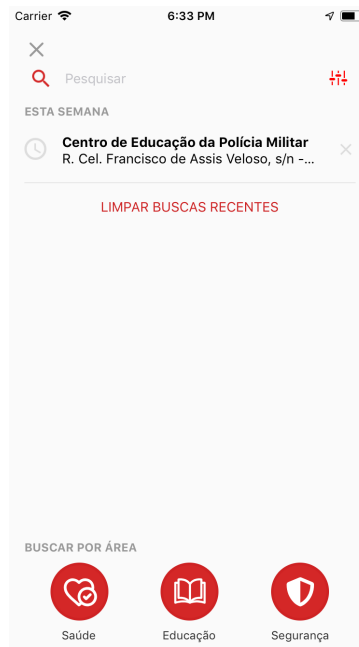 Carrier 6:33 PM
Pesquisar
ESTA SEMANA
Centro de Educação da Polícia Militar
R. Cel. Francisco de Assis Veloso, s/n -...
LIMPAR BUSCAS RECENTES
BUSCAR POR ÁREA
Saúde Educação Segurança